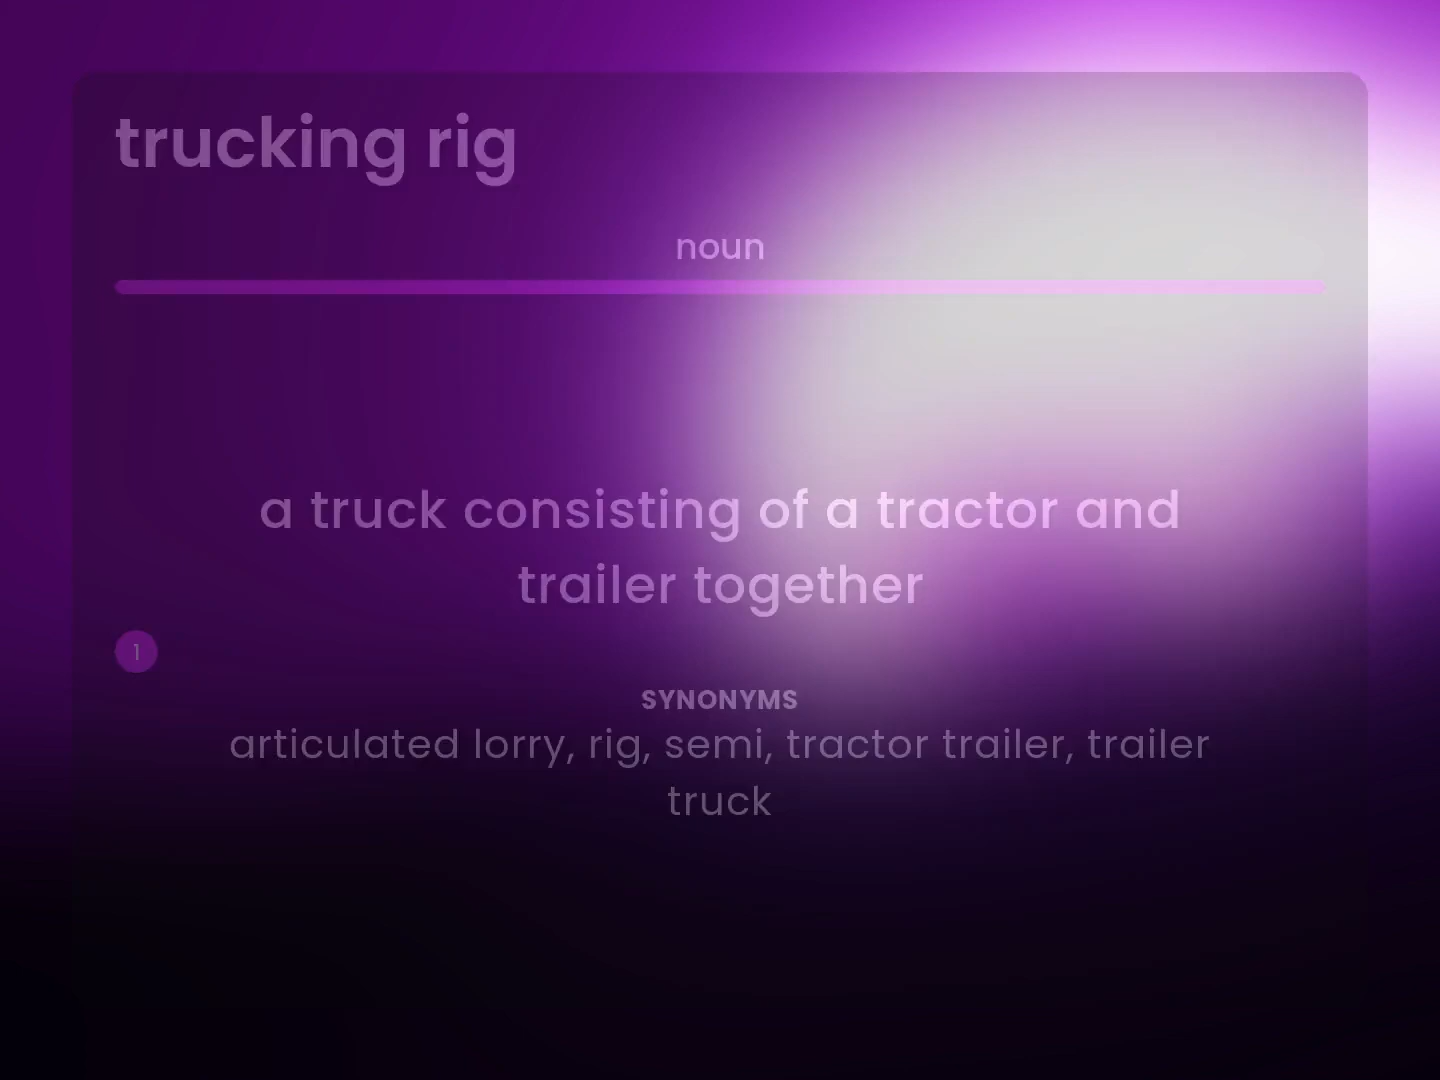 trucking rig
noun
a truck consisting of a tractor and
trailer together
1
SYNONYMS
articulated lorry, rig, semi, tractor trailer, trailer
truck